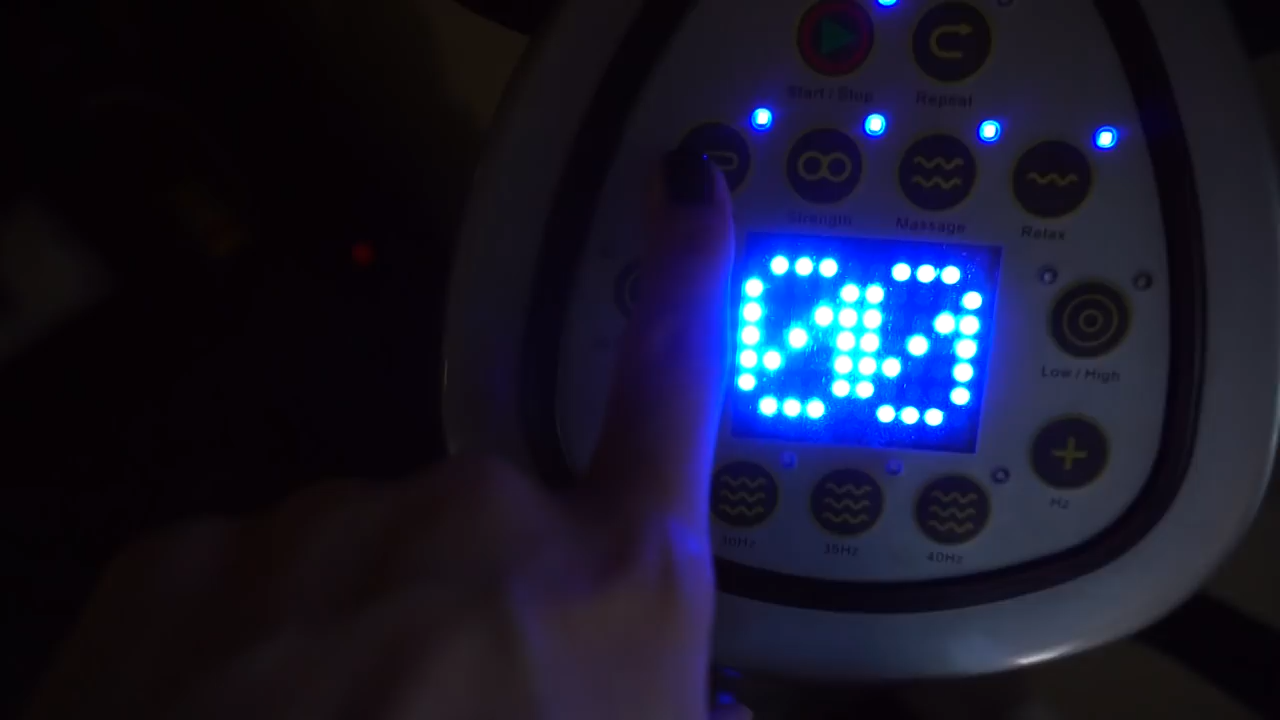 Start / Stop
Repeat
Strength
Massage
Relax
Low / High
Hz
30Hz
35Hz
40Hz